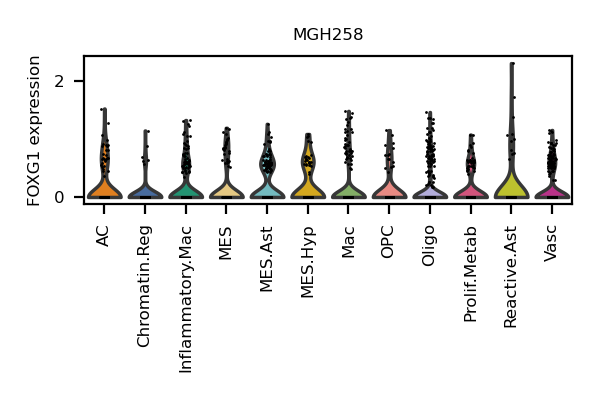 MGH258
FOXG1 expression
2
0
AC
Chromatin.Reg
Inflammatory.Mac
MES
MES.Ast
MES.Hyp
Mac
OPC
Oligo
Prolif.Metab
Reactive.Ast
Vasc